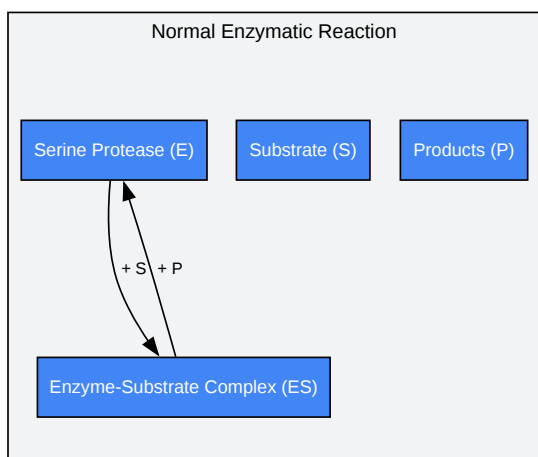 Normal Enzymatic Reaction
Serine Protease (E)
Substrate (S)
Products (P)
+ S
+ P
Enzyme-Substrate Complex (ES)